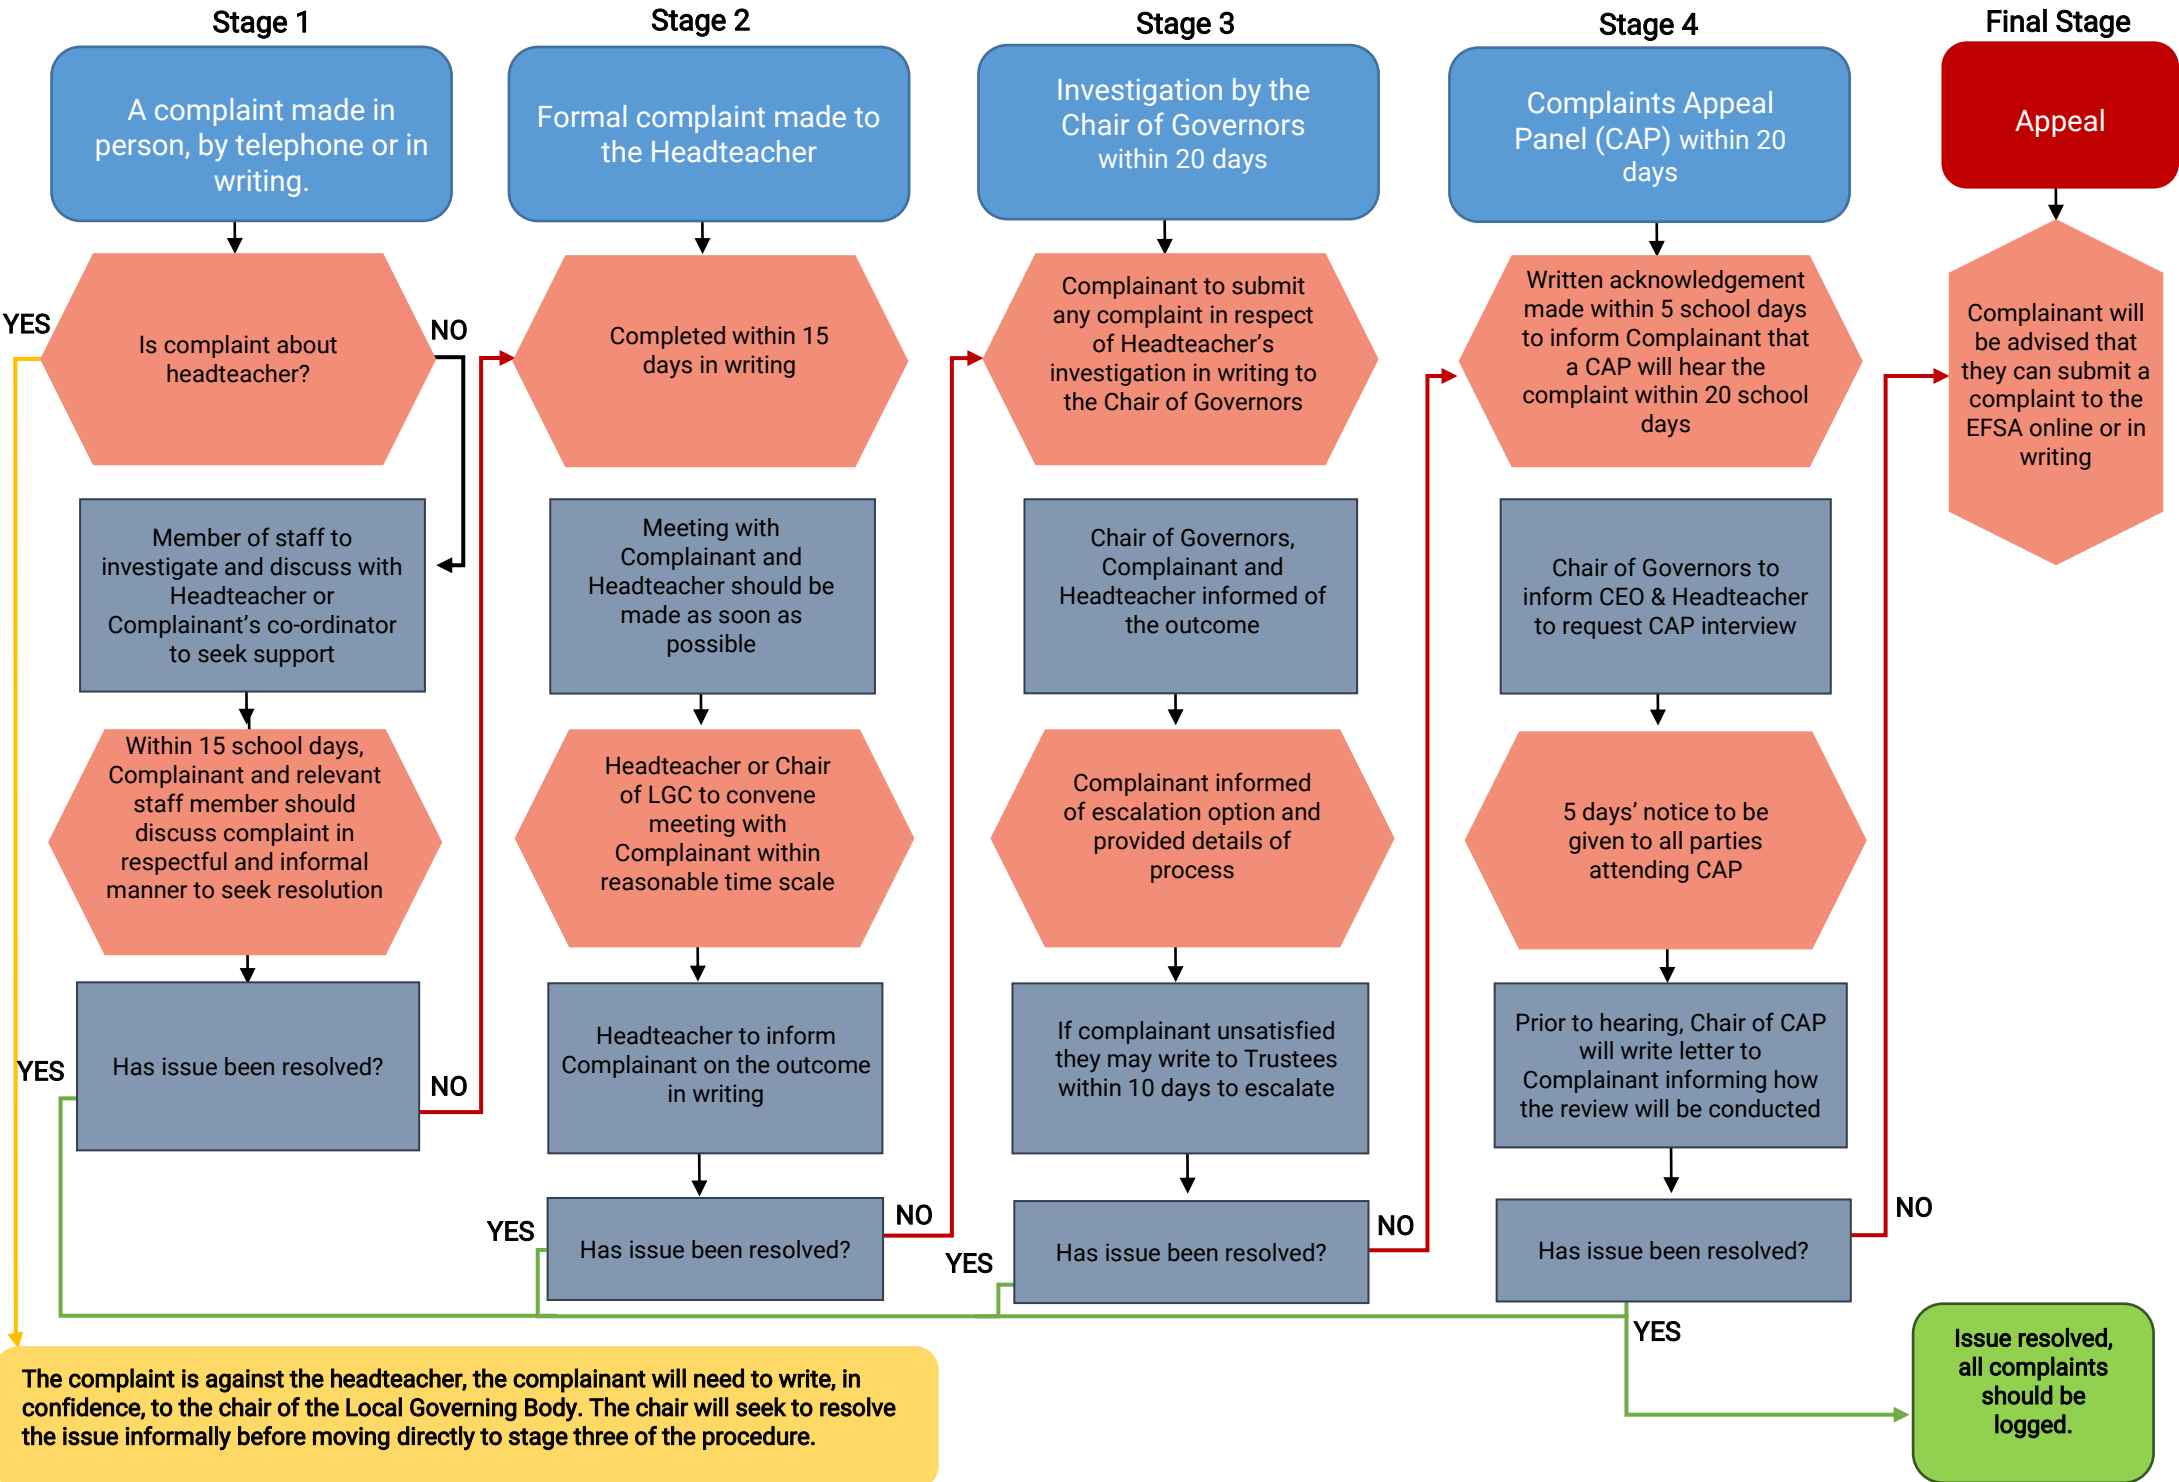 Stage 1
A complaint made in
person, by telephone or in
writing.
YES
NO
Is complaint about
headteacher?
Member of staff to
investigate and discuss with
Headteacher or
Complainant’s co-ordinator
to seek support
Within 15 school days,
Complainant and relevant
staff member should
discuss complaint in
respectful and informal
manner to seek resolution
Has issue been resolved?
YES
NO
Stage 2
Formal complaint made to
the Headteacher
Completed within 15
days in writing
Meeting with
Complainant and
Headteacher should be
made as soon as
possible
Headteacher or Chair
of LGC to convene
meeting with
Complainant within
reasonable time scale
Headteacher to inform
Complainant on the outcome
in writing
YES
Has issue been resolved?
NO
Stage 3
Investigation by the
Chair of Governors
within 20 days
Complainant to submit
any complaint in respect
of Headteacher’s
investigation in writing to
the Chair of Governors
Chair of Governors,
Complainant and
Headteacher informed of
the outcome
Complainant informed
of escalation option and
provided details of
process
If complainant unsatisfied
they may write to Trustees
within 10 days to escalate
YES
Has issue been resolved?
NO
Stage 4
Complaints Appeal
Panel (CAP) within 20
days
Written acknowledgement
made within 5 school days
to inform Complainant that
a CAP will hear the
complaint within 20 school
days
Chair of Governors to
inform CEO & Headteacher
to request CAP interview
5 days’ notice to be
given to all parties
attending CAP
Prior to hearing, Chair of CAP
will write letter to
Complainant informing how
the review will be conducted
Has issue been resolved?
NO
YES
Final Stage
Appeal
Complainant will
be advised that
they can submit a
complaint to the
EFSA online or in
writing
The complaint is against the headteacher, the complainant will need to write, in
confidence, to the chair of the Local Governing Body. The chair will seek to resolve
the issue informally before moving directly to stage three of the procedure.
Issue resolved,
all complaints
should be
logged.